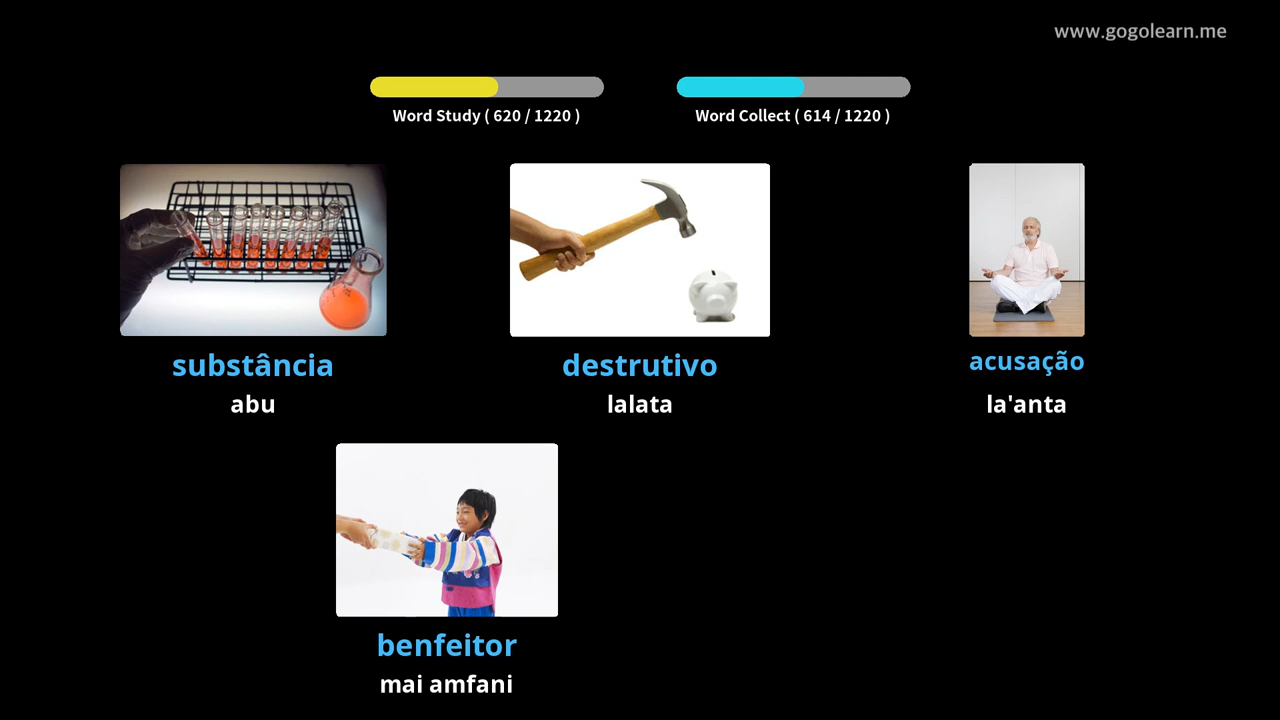 www.gogolearn.me
Word Study ( 620 / 1220 )
Word Collect ( 614 / 1220 )
substância
destrutivo
acusação
abu
lalata
la'anta
benfeitor
mai amfani